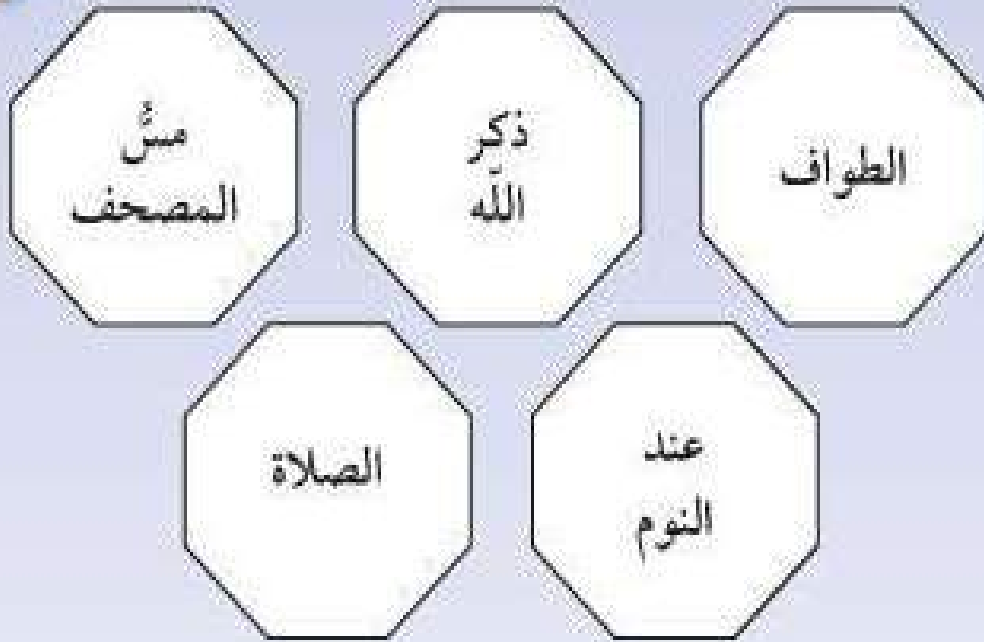 الطواف
ذكر
الله
مسُّ
المصحف
عند
النوم
الصلاة